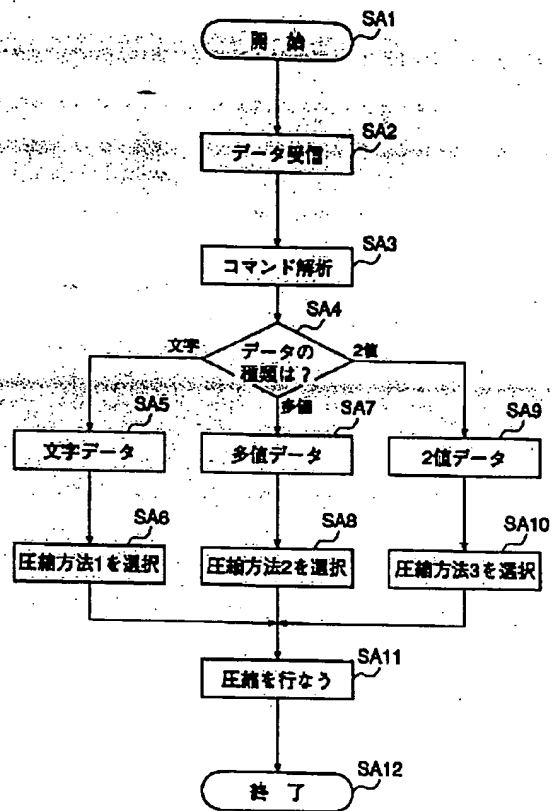 SA1
開 始
SA2
データ受信
SA3
コマンド解析
SA4
文字
データの
種類は?
2値
多値
SA5
文字データ
SA7
多値データ
SA9
2値データ
SA6
圧縮方法1を選択
SA8
圧縮方法2を選択
SA10
圧縮方法3を選択
SA11
圧縮を行なう
SA12
終 了